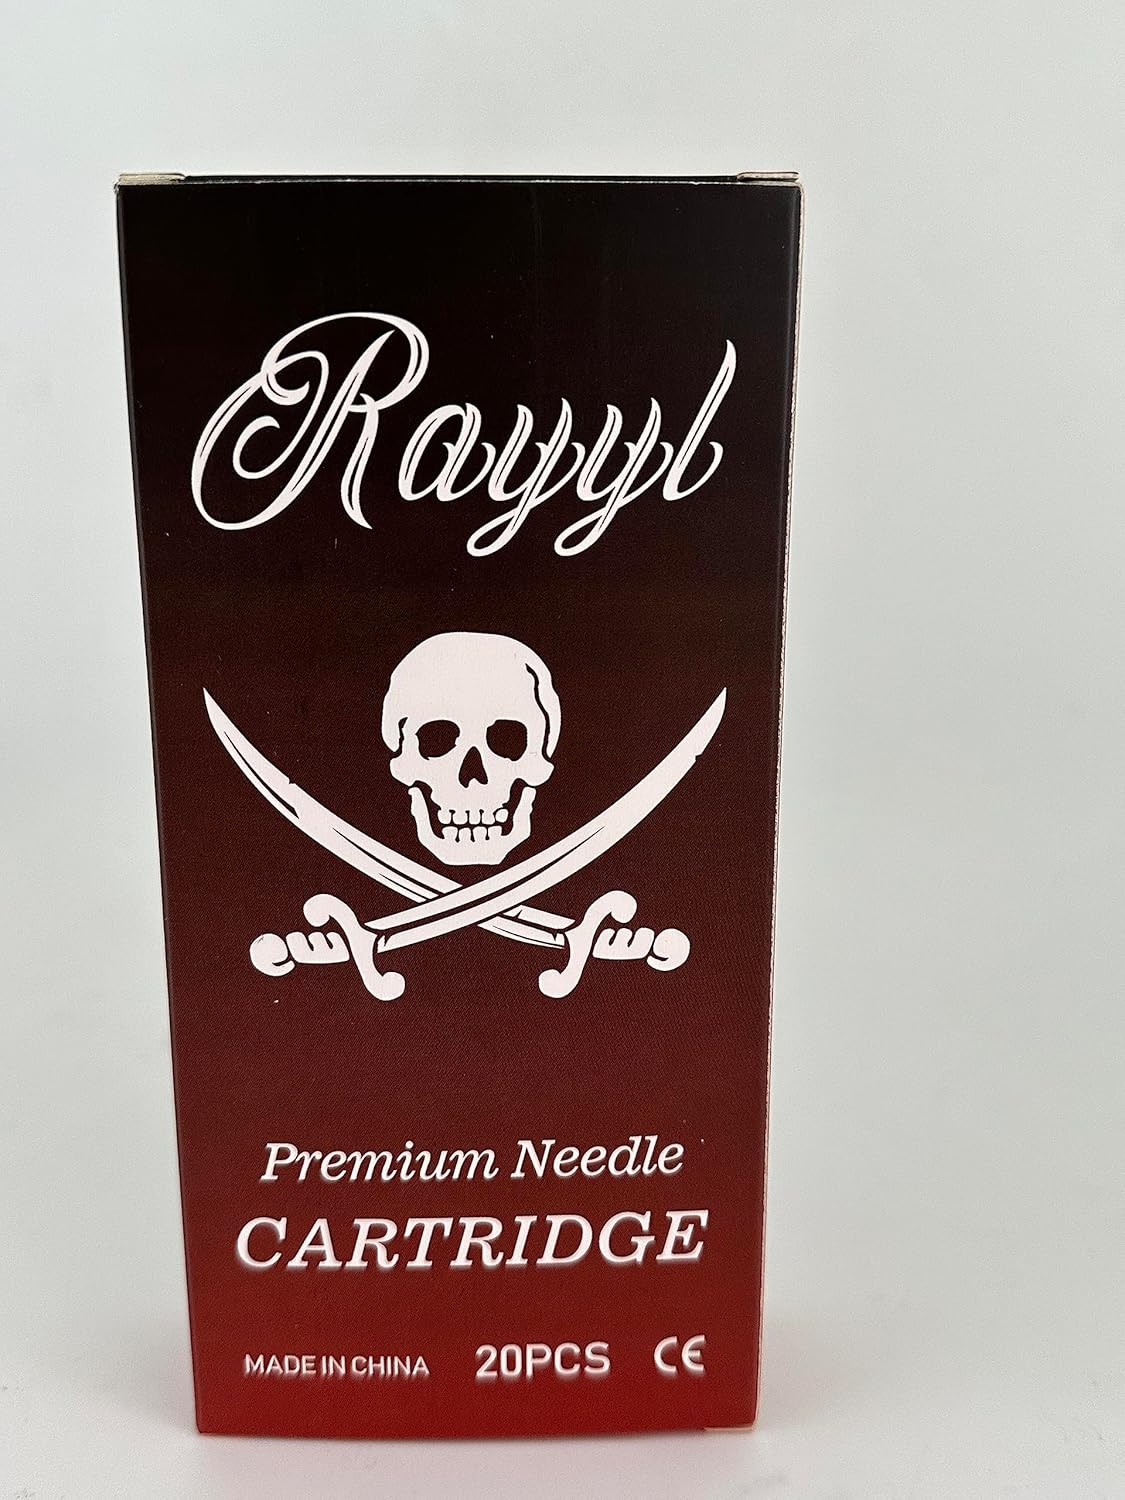 Rayyl
Premium Needle
CARTRIDGE
MADE IN CHINA 20PCS CE